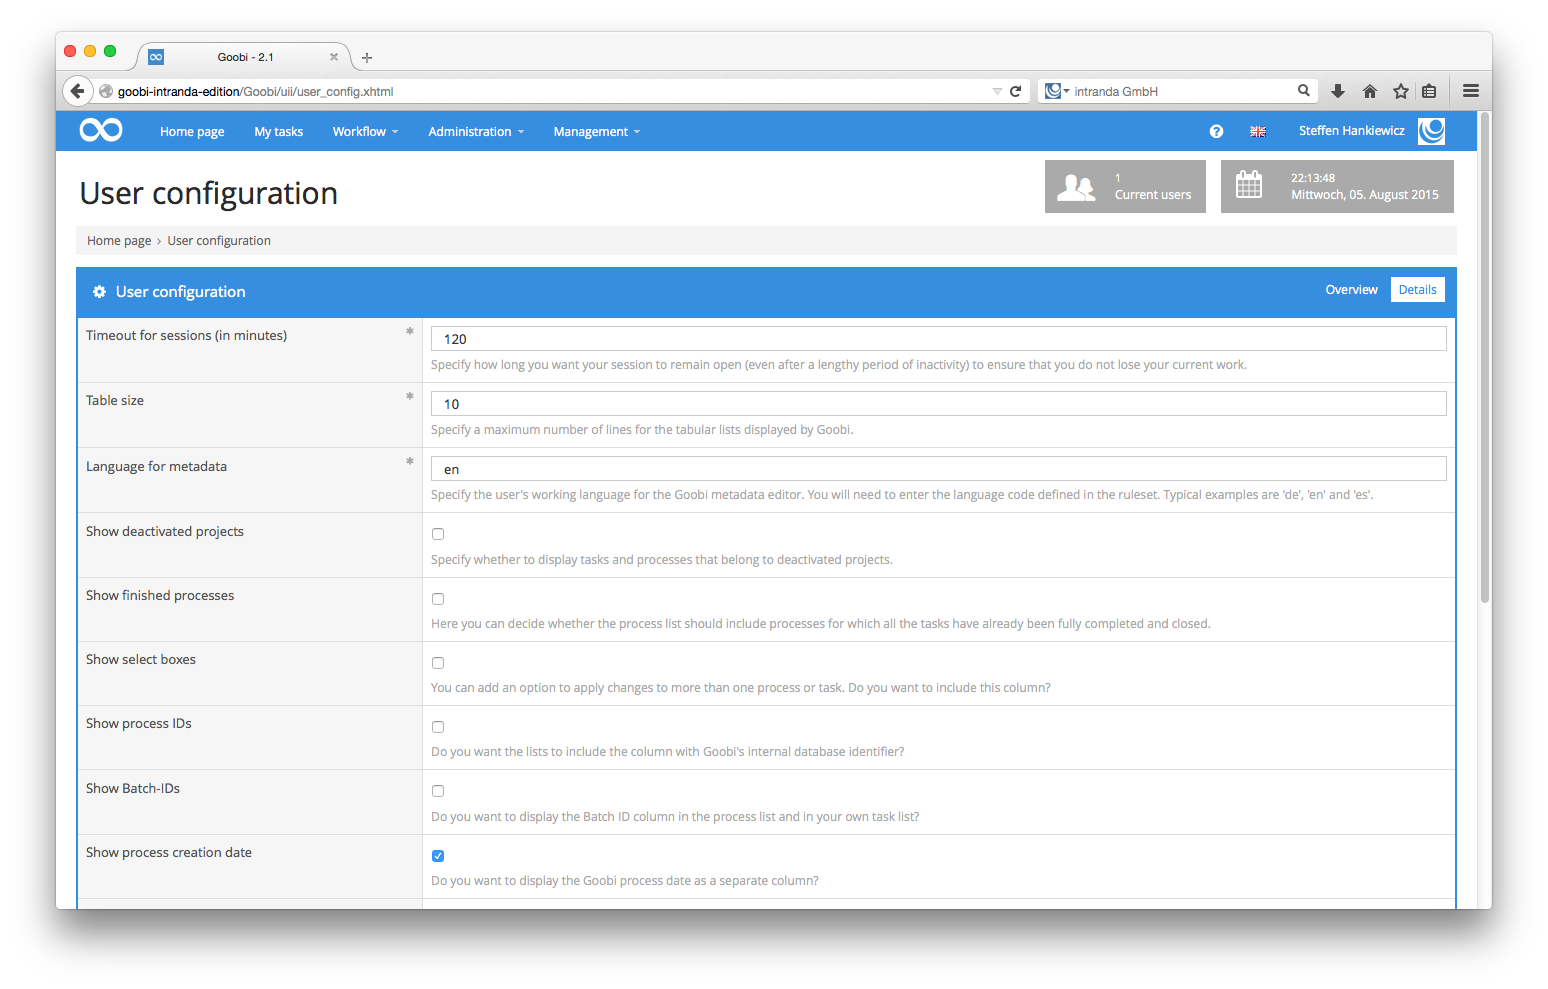 Goobi - 2.1
goobi-intranda-edition/Goobi/uii/user_config.xhtml
intranda GmbH
Home page
My tasks
Workflow
Administration
Management
Steffen Hankiewicz
User configuration
1
Current users
22:13:48
Mittwoch, 05. August 2015
Home page › User configuration
User configuration
Overview
Details
Timeout for sessions (in minutes) *
120
Specify how long you want your session to remain open (even after a lengthy period of inactivity) to ensure that you do not lose your current work.
Table size *
10
Specify a maximum number of lines for the tabular lists displayed by Goobi.
Language for metadata *
en
Specify the user's working language for the Goobi metadata editor. You will need to enter the language code defined in the ruleset. Typical examples are 'de', 'en' and 'es'.
Show deactivated projects
Specify whether to display tasks and processes that belong to deactivated projects.
Show finished processes
Here you can decide whether the process list should include processes for which all the tasks have already been fully completed and closed.
Show select boxes
You can add an option to apply changes to more than one process or task. Do you want to include this column?
Show process IDs
Do you want the lists to include the column with Goobi's internal database identifier?
Show Batch-IDs
Do you want to display the Batch ID column in the process list and in your own task list?
Show process creation date
Do you want to display the Goobi process date as a separate column?